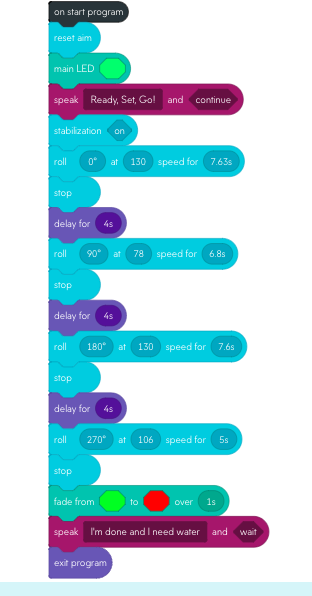 on start program
reset aim
main LED
speak Ready, Set, Go! and continue
stabilization on
roll 0° at 130 speed for 7.63s
stop
delay for 4s
roll 90° at 78 speed for 6.8s
stop
delay for 4s
roll 180° at 130 speed for 7.6s
stop
delay for 4s
roll 270° at 106 speed for 5s
stop
fade from to over 1s
speak I'm done and I need water and wait
exit program